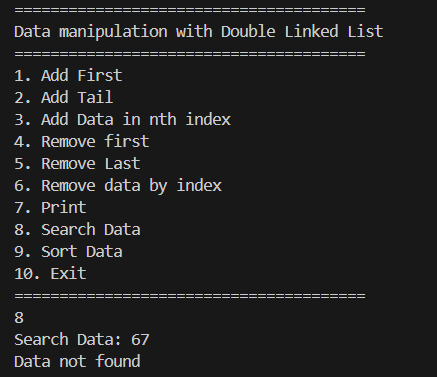 =======================================
Data manipulation with Double Linked List
=======================================
1. Add First
2. Add Tail
3. Add Data in nth index
4. Remove first
5. Remove Last
6. Remove data by index
7. Print
8. Search Data
9. Sort Data
10. Exit
=======================================
8
Search Data: 67
Data not found